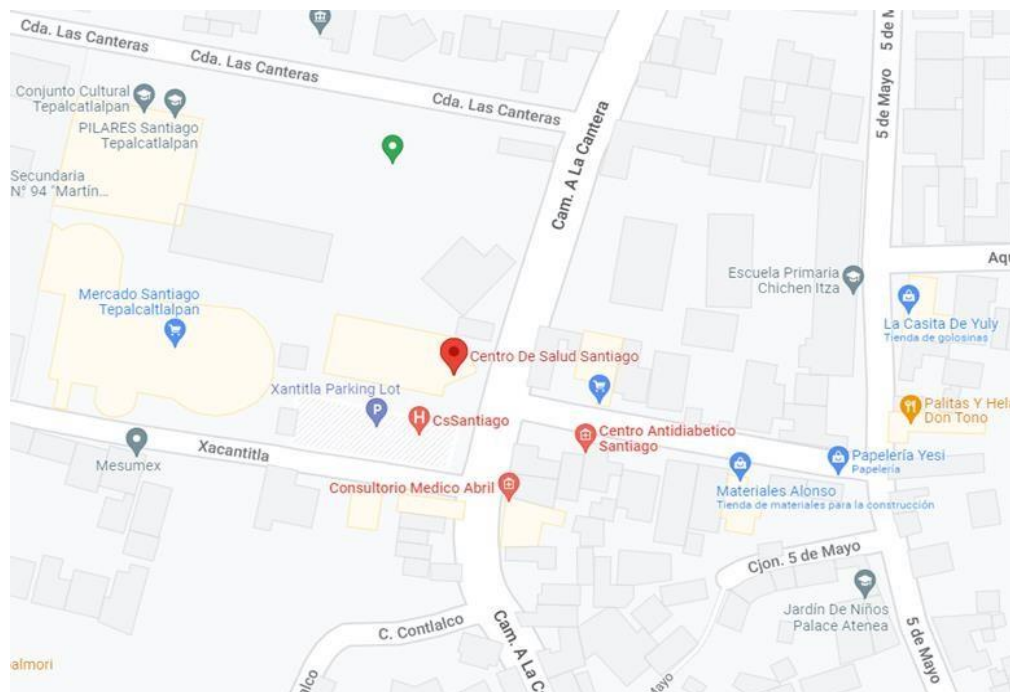 Cda. Las Canteras
Cda. Las Canteras
Cda. Las Canteras
5 de M
5 de Mayo
Conjunto Cultural
Tepalcatlalpan
PILARES Santiago
Tepalcatlalpan
Secundaria
N° 94 "Martín...
Cam. A La Cantera
Aqu
Escuela Primaria
Chichen Itza
Mercado Santiago
Tepalcaltlalpan
La Casita De Yuly
Tienda de golosinas
Centro De Salud Santiago
Xantitla Parking Lot
P
H
CsSantiago
Palitas Y Hel
Don Tono
Centro Antidiabetico
Santiago
Xacantitla
Mesumex
Papelería Yesi
Papelería
Consultorio Medico Abril
Materiales Alonso
Tienda de materiales para la construcción
Cjon. 5 de Mayo
Jardín De Niños
Palace Atenea
C. Contlalco
Cam. A La C
5 de Mayo
almori
alco
ayo